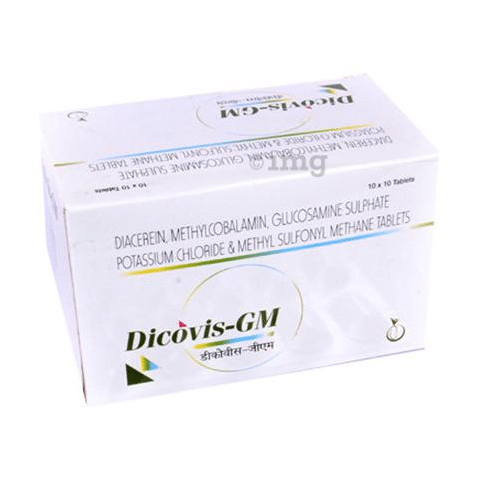 Dicovis-GM
डीकोवीस-जीएम
DIACEREIN, METHYLCOBALAMIN, GLUCOSAMINE SULPHATE
POTASSIUM CHLORIDE & METHYL SULFONYL METHANE TABLETS
10 x 10 Tablets
1mg
10 x 10 Tablets
DIACEREIN, METHYLCOBALAMIN, GLUCOSAMINE SULPHATE
POTASSIUM CHLORIDE & METHYL SULFONYL METHANE TABLETS
Dicovis-GM
डीकोवीस-जीएम